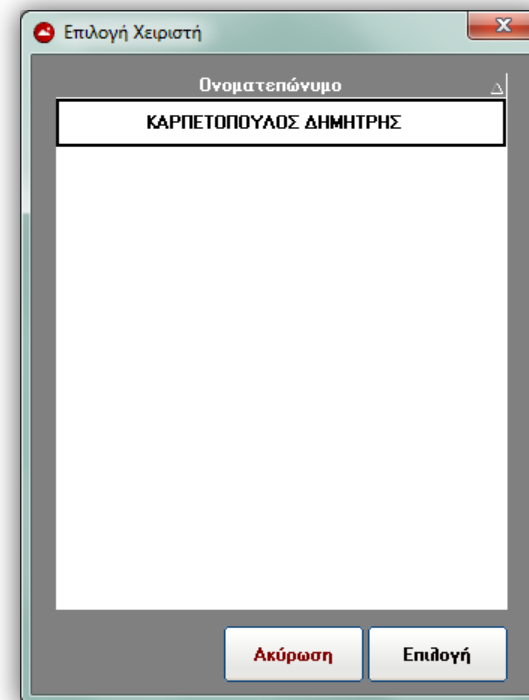 Επιλογή Χειριστή
Ονοματεπώνυμο
ΚΑΡΠΕΤΟΠΟΥΛΟΣ ΔΗΜΗΤΡΗΣ
Ακύρωση
Επιλογή